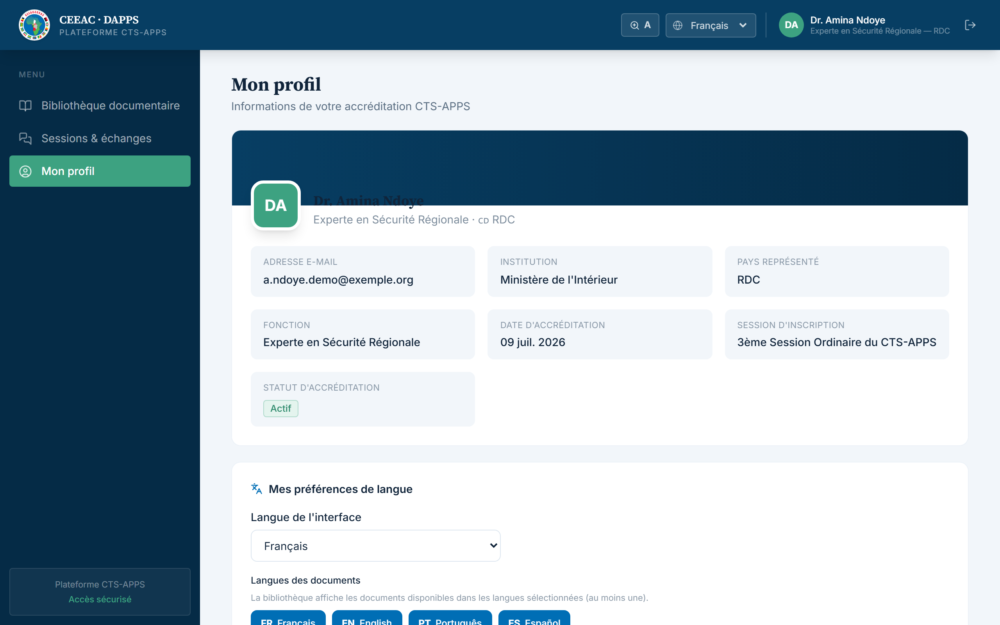 CEEAC-ECCAS
CEEAC · DAPPS
PLATEFORME CTS-APPS
A
Français
DA
Dr. Amina Ndoye
Experte en Sécurité Régionale — RDC
MENU
Bibliothèque documentaire
Sessions & échanges
Mon profil
Plateforme CTS-APPS
Accès sécurisé
Mon profil
Informations de votre accréditation CTS-APPS
DA
Dr. Amina Ndoye
Experte en Sécurité Régionale · CD RDC
ADRESSE E-MAIL
a.ndoye.demo@exemple.org
INSTITUTION
Ministère de l'Intérieur
PAYS REPRÉSENTÉ
RDC
FONCTION
Experte en Sécurité Régionale
DATE D'ACCRÉDITATION
09 juil. 2026
SESSION D'INSCRIPTION
3ème Session Ordinaire du CTS-APPS
STATUT D'ACCRÉDITATION
Actif
Mes préférences de langue
Langue de l'interface
Français
Langues des documents
La bibliothèque affiche les documents disponibles dans les langues sélectionnées (au moins une).
FR Français
EN English
PT Português
ES Español